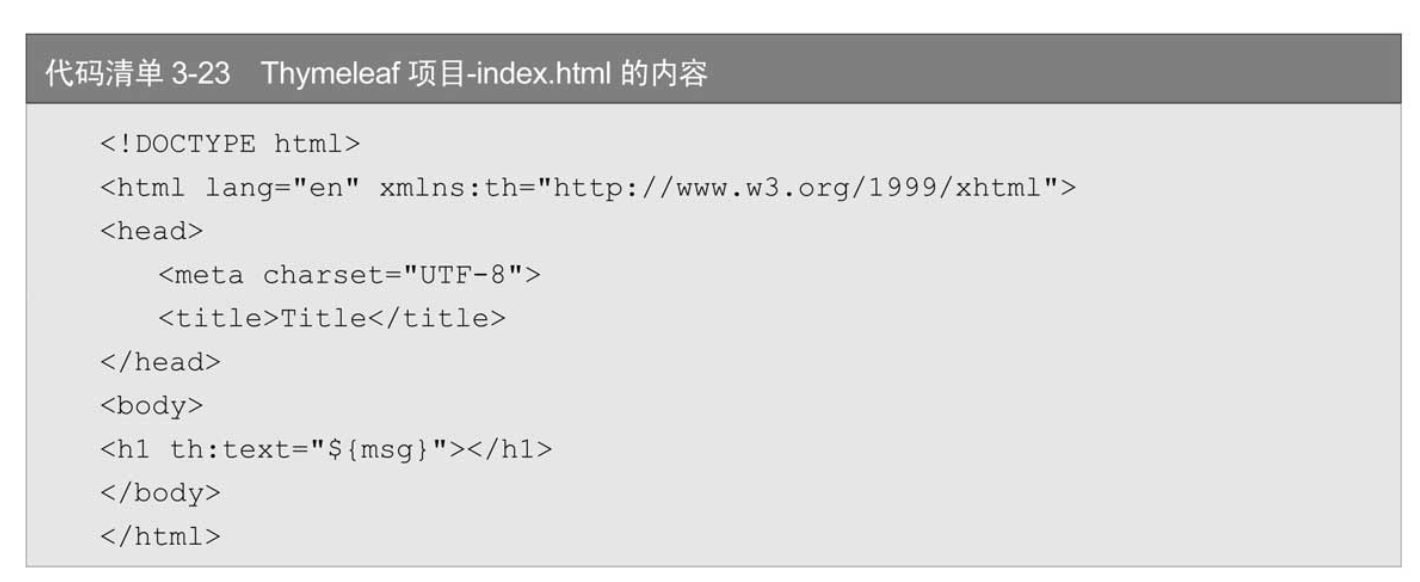 代码清单 3-23 Thymeleaf 项目-index.html 的内容
<!DOCTYPE html>
<html lang="en" xmlns:th="http://www.w3.org/1999/xhtml">
<head>
    <meta charset="UTF-8">
    <title>Title</title>
</head>
<body>
<h1 th:text="${msg}"></h1>
</body>
</html>